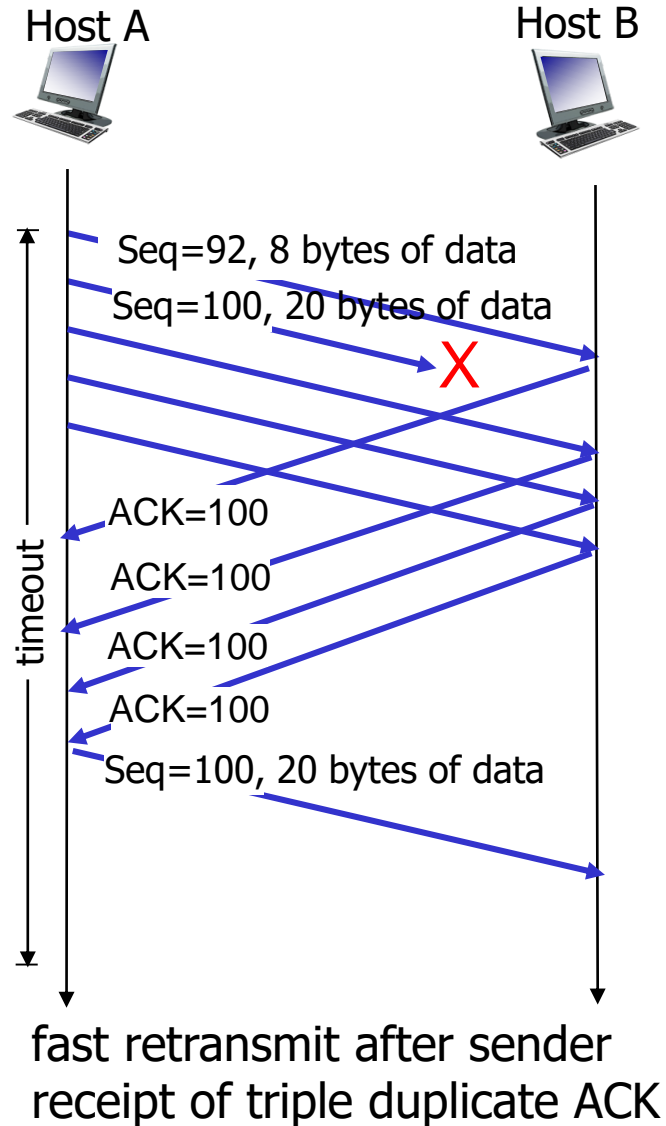 Host A
Host B
Seq=92, 8 bytes of data
Seq=100, 20 bytes of data
X
ACK=100
timeout
ACK=100
ACK=100
ACK=100
Seq=100, 20 bytes of data
fast retransmit after sender
receipt of triple duplicate ACK